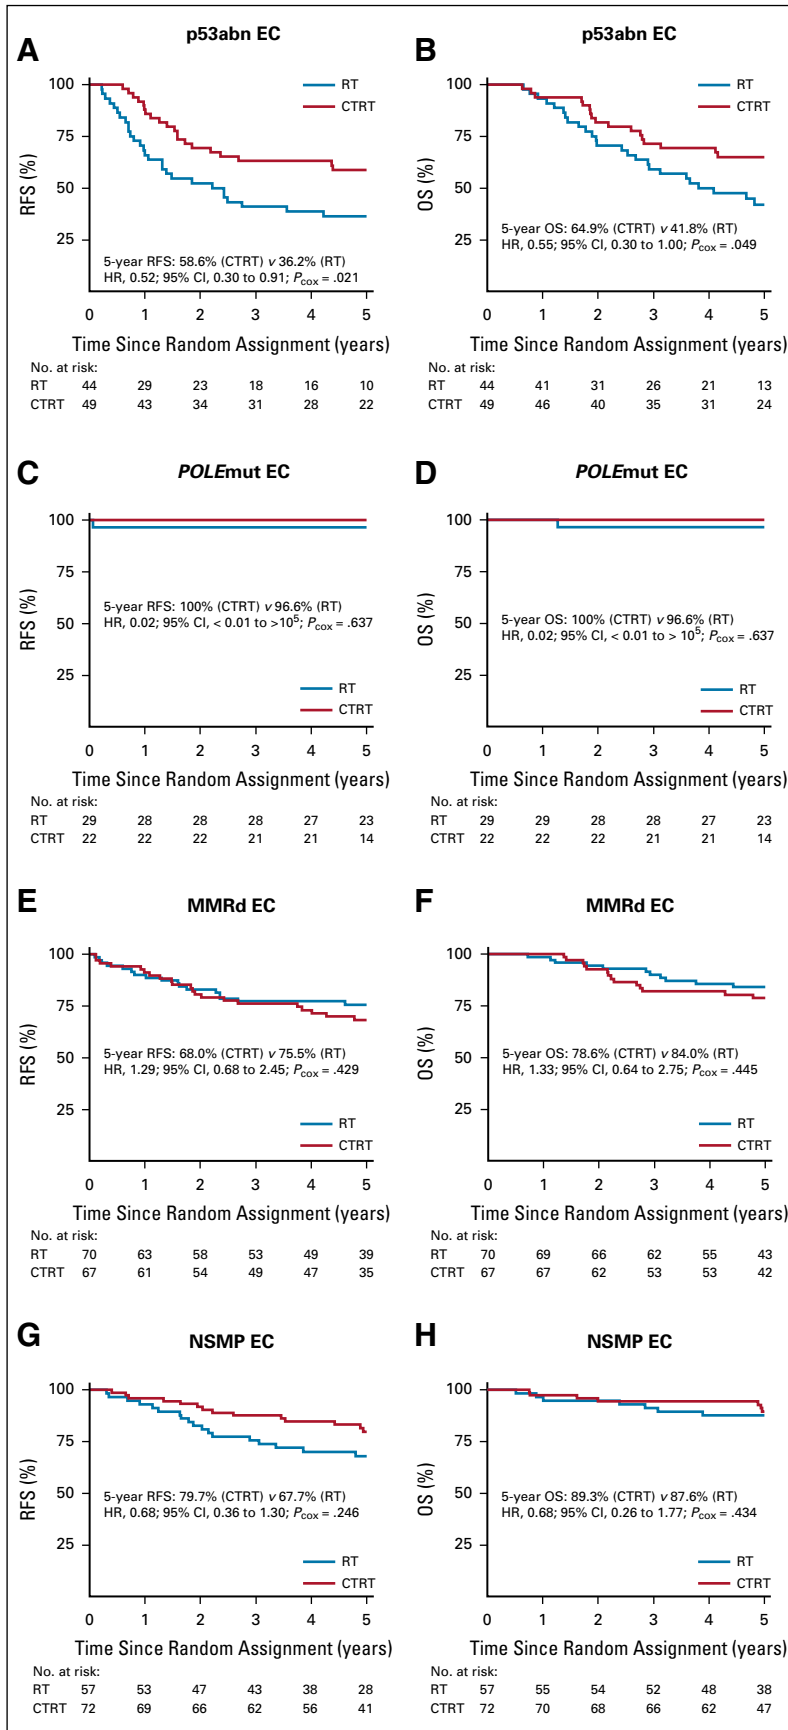 A
p53abn EC
100
75
50
25
RFS (%)
RT
CTRT
5-year RFS: 58.6% (CTRT) v 36.2% (RT)
HR, 0.52; 95% CI, 0.30 to 0.91; Pcox = .021
0 1 2 3 4 5
Time Since Random Assignment (years)
No. at risk:
RT 44 29 23 18 16 10
CTRT 49 43 34 31 28 22
B
p53abn EC
100
75
50
25
OS (%)
RT
CTRT
5-year OS: 64.9% (CTRT) v 41.8% (RT)
HR, 0.55; 95% CI, 0.30 to 1.00; Pcox = .049
0 1 2 3 4 5
Time Since Random Assignment (years)
No. at risk:
RT 44 41 31 26 21 13
CTRT 49 46 40 35 31 24
C
POLEmut EC
100
75
50
25
RFS (%)
5-year RFS: 100% (CTRT) v 96.6% (RT)
HR, 0.02; 95% CI, < 0.01 to >10⁵; Pcox = .637
RT
CTRT
0 1 2 3 4 5
Time Since Random Assignment (years)
No. at risk:
RT 29 28 28 28 27 23
CTRT 22 22 22 21 21 14
D
POLEmut EC
100
75
50
25
OS (%)
5-year OS: 100% (CTRT) v 96.6% (RT)
HR, 0.02; 95% CI, < 0.01 to > 10⁵; Pcox = .637
RT
CTRT
0 1 2 3 4 5
Time Since Random Assignment (years)
No. at risk:
RT 29 29 28 28 27 23
CTRT 22 22 22 21 21 14
E
MMRd EC
100
75
50
25
RFS (%)
5-year RFS: 68.0% (CTRT) v 75.5% (RT)
HR, 1.29; 95% CI, 0.68 to 2.45; Pcox = .429
RT
CTRT
0 1 2 3 4 5
Time Since Random Assignment (years)
No. at risk:
RT 70 63 58 53 49 39
CTRT 67 61 54 49 47 35
F
MMRd EC
100
75
50
25
OS (%)
5-year OS: 78.6% (CTRT) v 84.0% (RT)
HR, 1.33; 95% CI, 0.64 to 2.75; Pcox = .445
RT
CTRT
0 1 2 3 4 5
Time Since Random Assignment (years)
No. at risk:
RT 70 69 66 62 55 43
CTRT 67 67 62 53 53 42
G
NSMP EC
100
75
50
25
RFS (%)
5-year RFS: 79.7% (CTRT) v 67.7% (RT)
HR, 0.68; 95% CI, 0.36 to 1.30; Pcox = .246
RT
CTRT
0 1 2 3 4 5
Time Since Random Assignment (years)
No. at risk:
RT 57 53 47 43 38 28
CTRT 72 69 66 62 56 41
H
NSMP EC
100
75
50
25
OS (%)
5-year OS: 89.3% (CTRT) v 87.6% (RT)
HR, 0.68; 95% CI, 0.26 to 1.77; Pcox = .434
RT
CTRT
0 1 2 3 4 5
Time Since Random Assignment (years)
No. at risk:
RT 57 55 54 52 48 38
CTRT 72 70 68 66 62 47